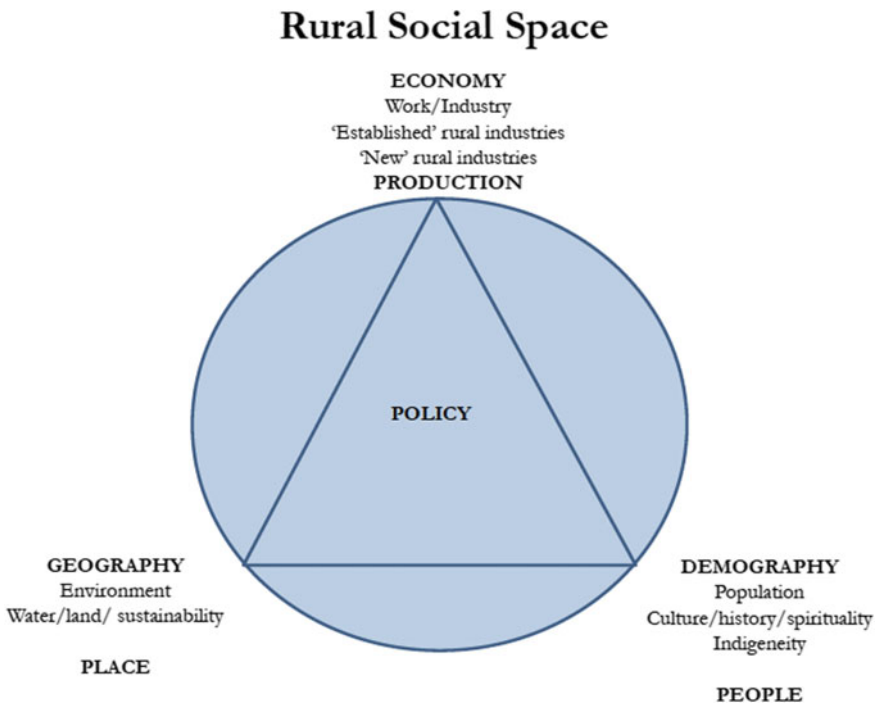 Rural Social Space
ECONOMY
Work/Industry
‘Established’ rural industries
‘New’ rural industries
PRODUCTION
POLICY
GEOGRAPHY
Environment
Water/land/ sustainability
PLACE
DEMOGRAPHY
Population
Culture/history/spirituality
Indigeneity
PEOPLE